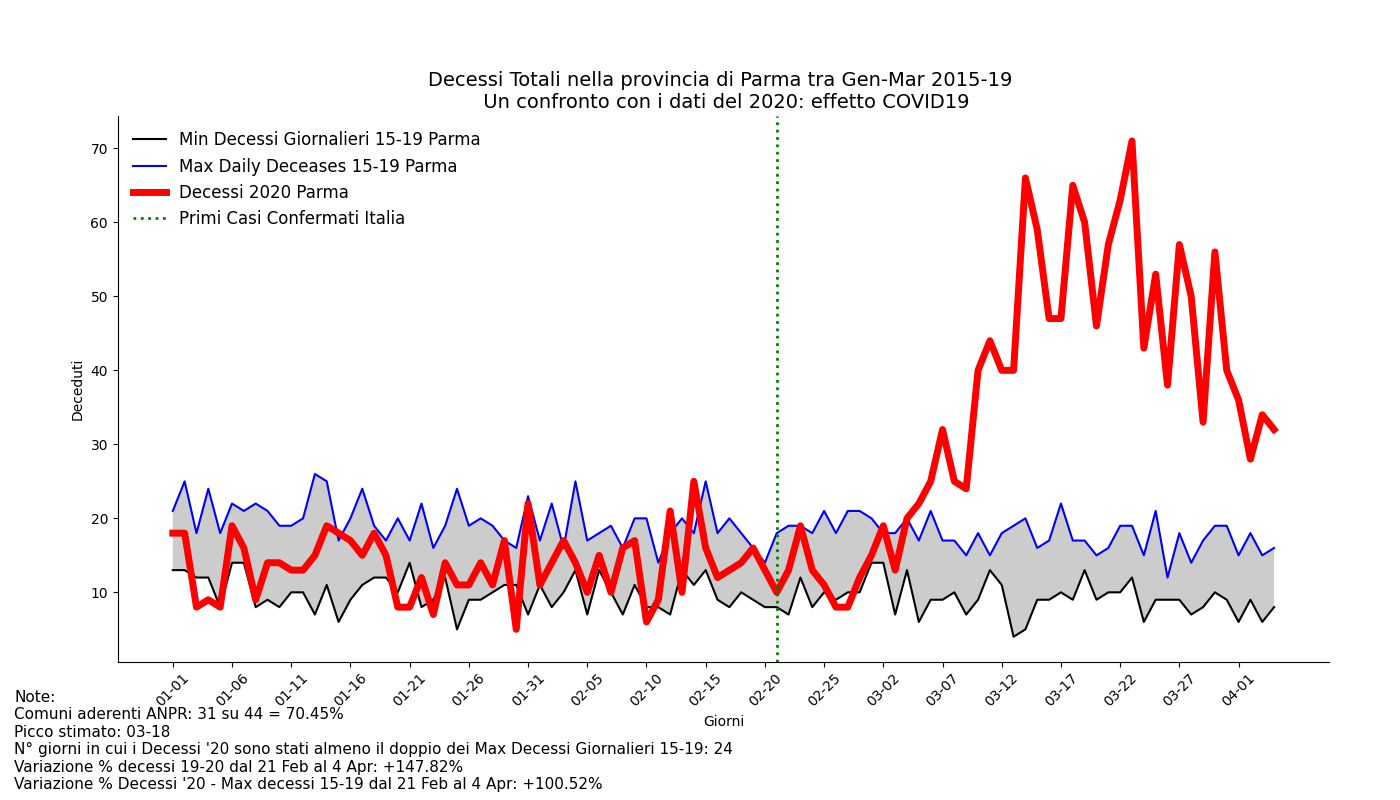 Decessi Totali nella provincia di Parma tra Gen-Mar 2015-19
Un confronto con i dati del 2020: effetto COVID19
Min Decessi Giornalieri 15-19 Parma
Max Daily Deceases 15-19 Parma
Decessi 2020 Parma
Primi Casi Confermati Italia
70
60
50
40
30
20
10
Deceduti
01-01
01-06
01-11
01-16
01-21
01-26
01-31
02-05
02-10
02-15
02-20
02-25
03-02
03-07
03-12
03-17
03-22
03-27
04-01
Giorni
Note:
Comuni aderenti ANPR: 31 su 44 = 70.45%
Picco stimato: 03-18
N° giorni in cui i Decessi '20 sono stati almeno il doppio dei Max Decessi Giornalieri 15-19: 24
Variazione % decessi 19-20 dal 21 Feb al 4 Apr: +147.82%
Variazione % Decessi '20 - Max decessi 15-19 dal 21 Feb al 4 Apr: +100.52%